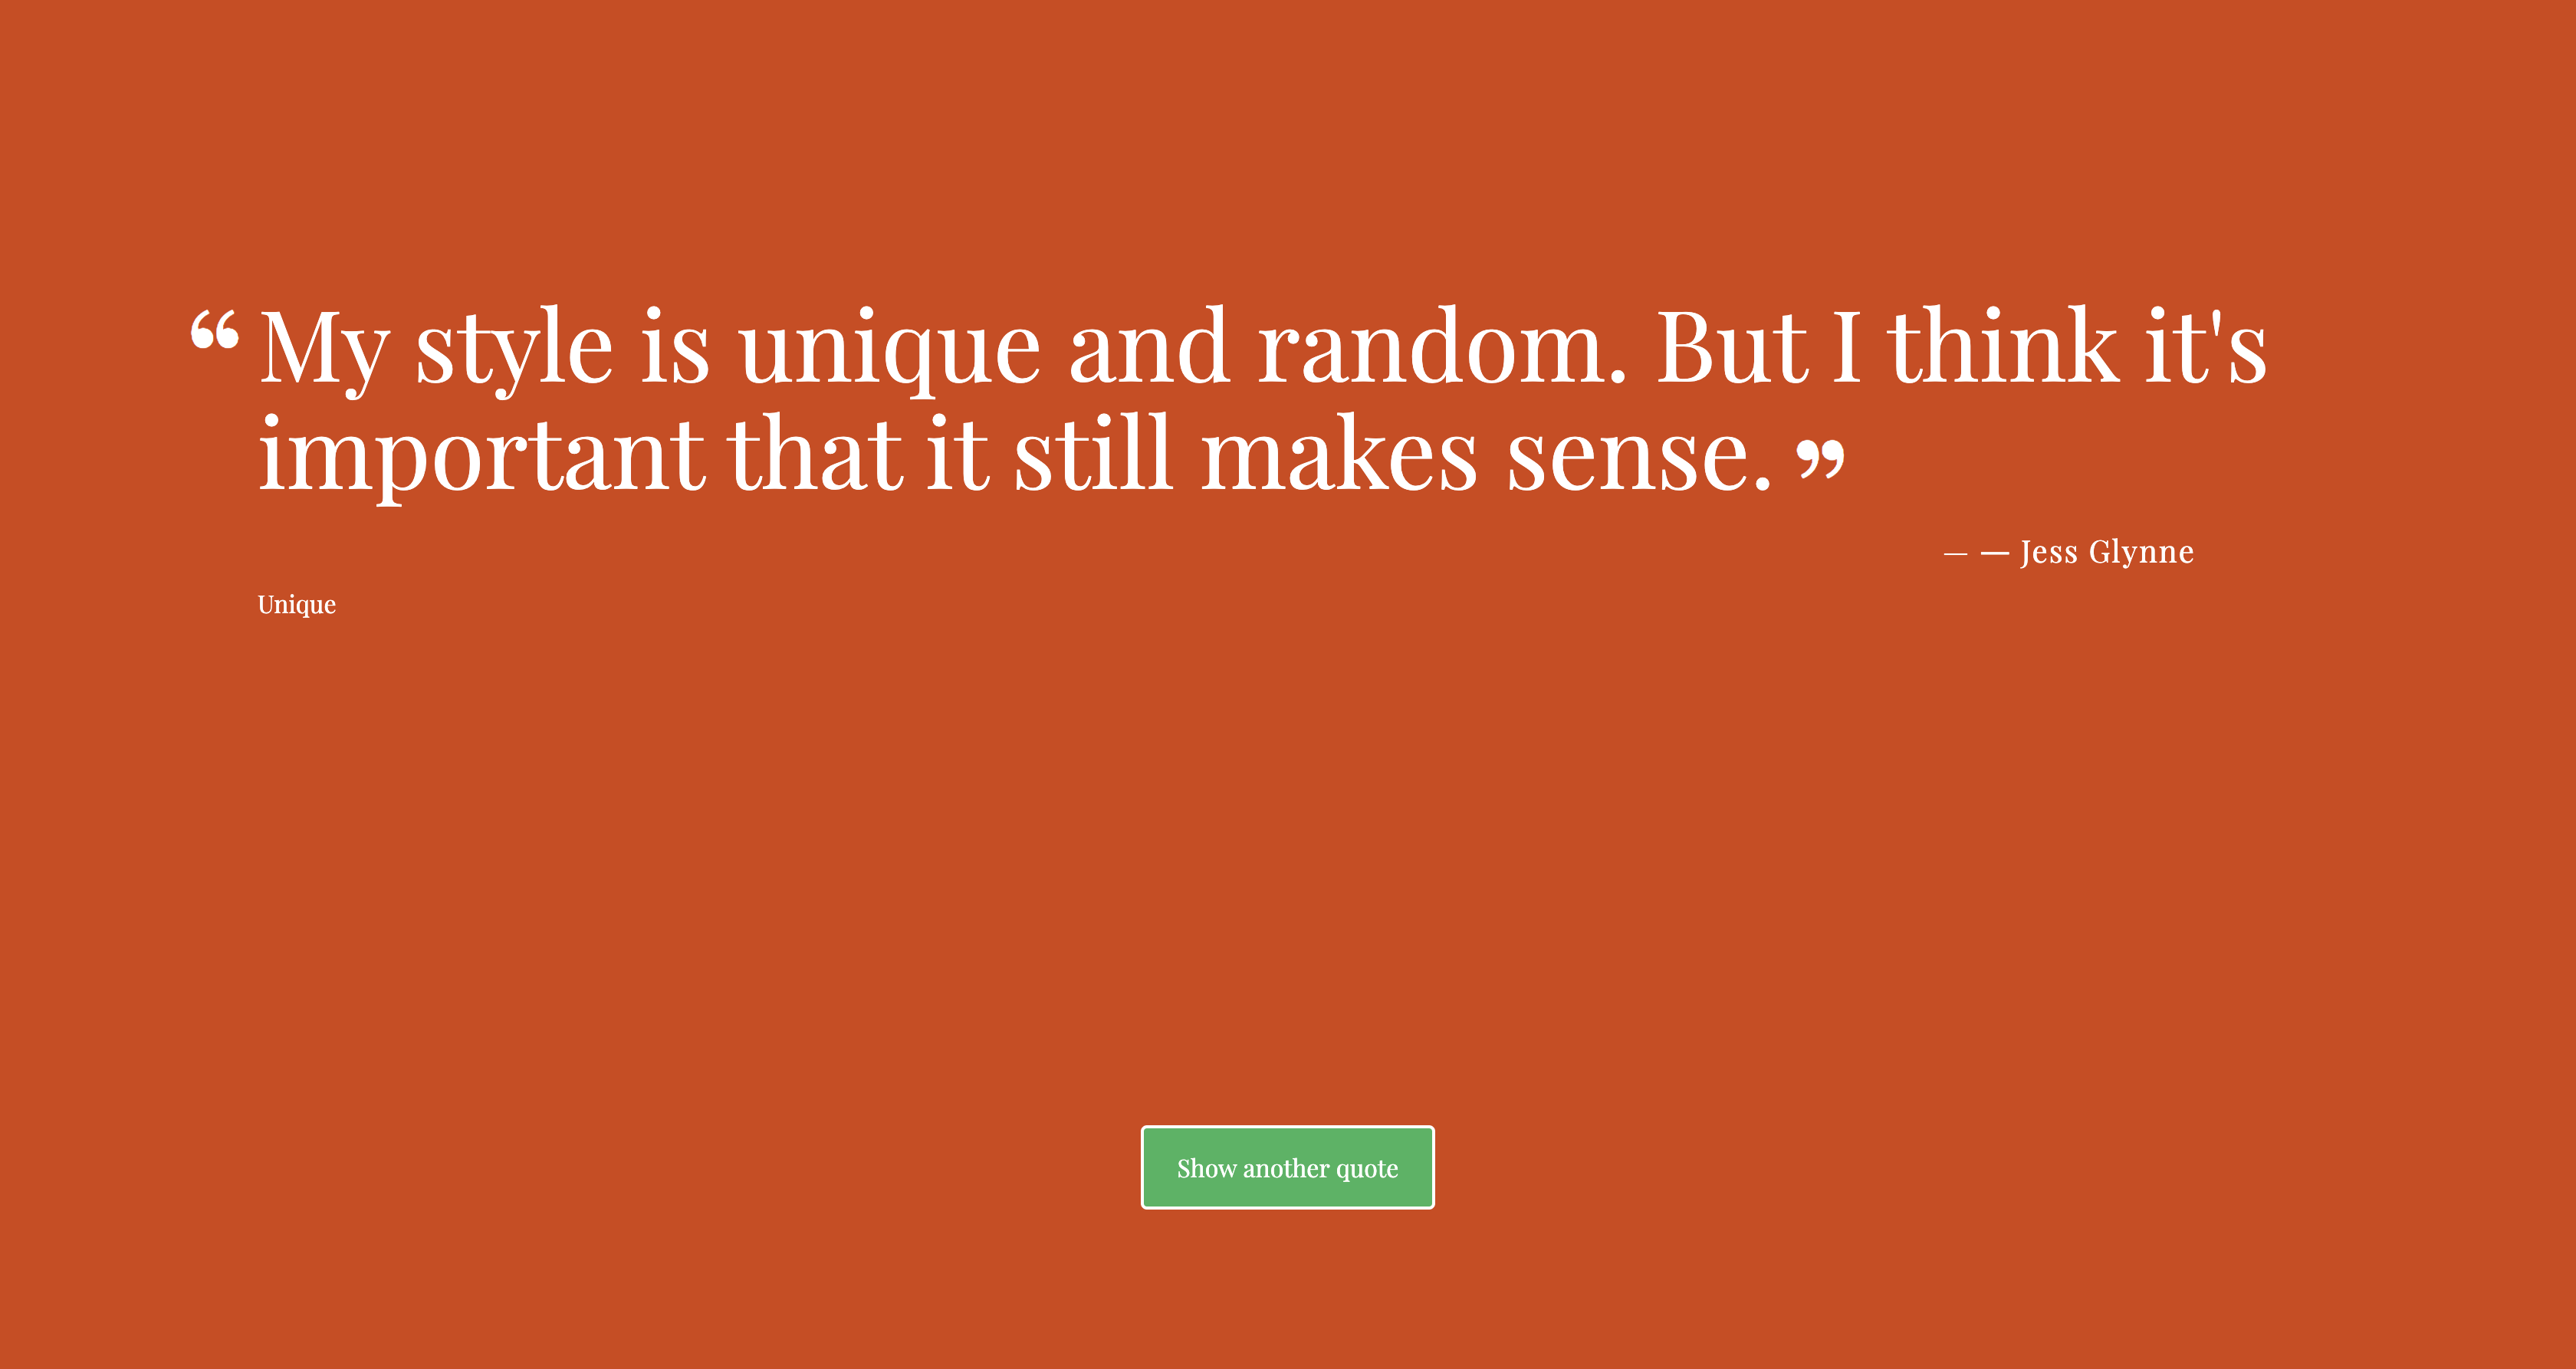 “ My style is unique and random. But I think it's
important that it still makes sense. ”
— — Jess Glynne
Unique
Show another quote